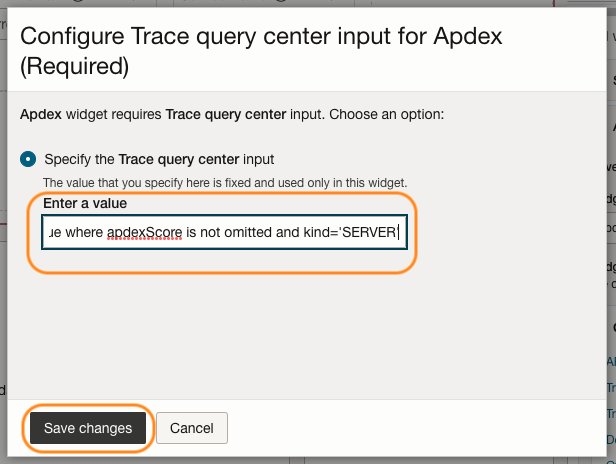 Configure Trace query center input for Apdex
(Required)
Apdex widget requires Trace query center input. Choose an option:
Specify the Trace query center input
The value that you specify here is fixed and used only in this widget.
Enter a value
ue where apdexScore is not omitted and kind='SERVER'
Save changes
Cancel